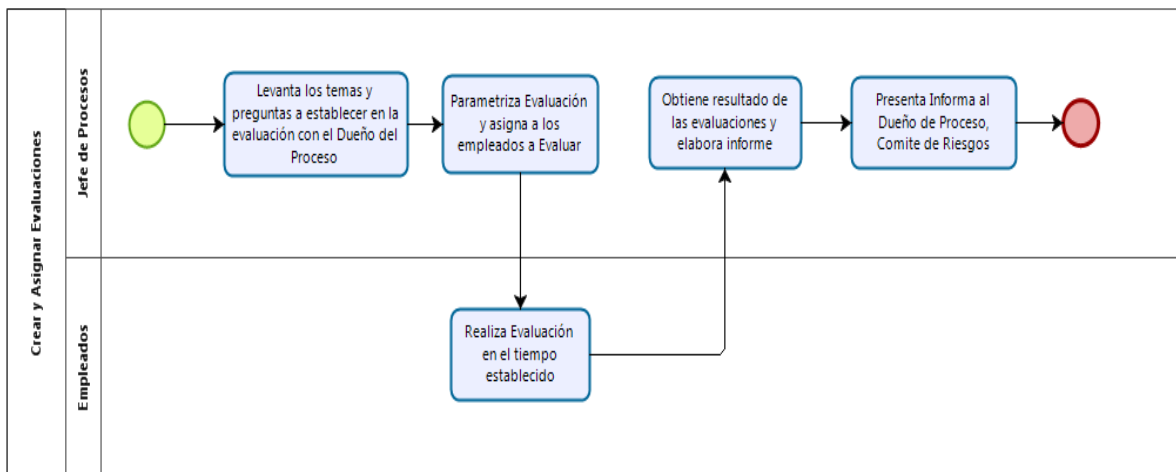 Crear y Asignar Evaluaciones
Jefe de Procesos
Levanta los temas y
preguntas a establecer en la
evaluación con el Dueño del
Proceso
Parametriza Evaluación
y asigna a los
empleados a Evaluar
Obtiene resultado de
las evaluaciones y
elabora informe
Presenta Informa al
Dueño de Proceso,
Comite de Riesgos
Empleados
Realiza Evaluación
en el tiempo
establecido